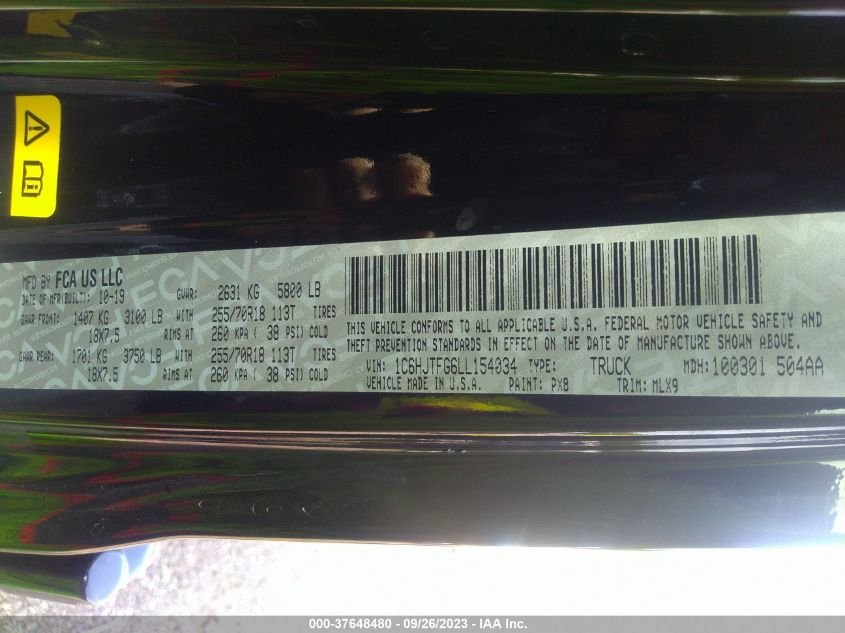 MFD BY FCA US LLC
DATE OF MFR(BUILT): 10-19 GVWR: 2631 KG 5800 LB
GAWR FRONT: 1407 KG 3100 LB WITH 255/70R18 113T TIRES
18X7.5 RIMS AT 260 KPA ( 38 PSI) COLD
GAWR REAR: 1701 KG 3750 LB WITH 255/70R18 113T TIRES
18X7.5 RIMS AT 260 KPA ( 38 PSI) COLD
THIS VEHICLE CONFORMS TO ALL APPLICABLE U.S.A. FEDERAL MOTOR VEHICLE SAFETY AND
THEFT PREVENTION STANDARDS IN EFFECT ON THE DATE OF MANUFACTURE SHOWN ABOVE.
VIN: 1C6HJTFG6LL154034 TYPE: TRUCK MDH: 100301 504AA
VEHICLE MADE IN U.S.A. PAINT: PX8 TRIM: MLX9
000-37648480 - 09/26/2023 - IAA Inc.